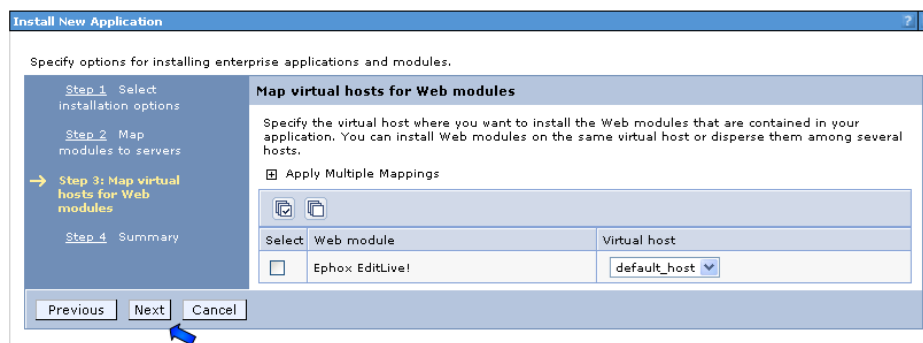 Install New Application
?
Specify options for installing enterprise applications and modules.
Step 1 Select
installation options
Step 2 Map
modules to servers
Step 3: Map virtual
hosts for Web
modules
Step 4 Summary
Map virtual hosts for Web modules
Specify the virtual host where you want to install the Web modules that are contained in your
application. You can install Web modules on the same virtual host or disperse them among several
hosts.
Apply Multiple Mappings
Select Web module Virtual host
Ephox EditLive! default_host
Previous Next Cancel